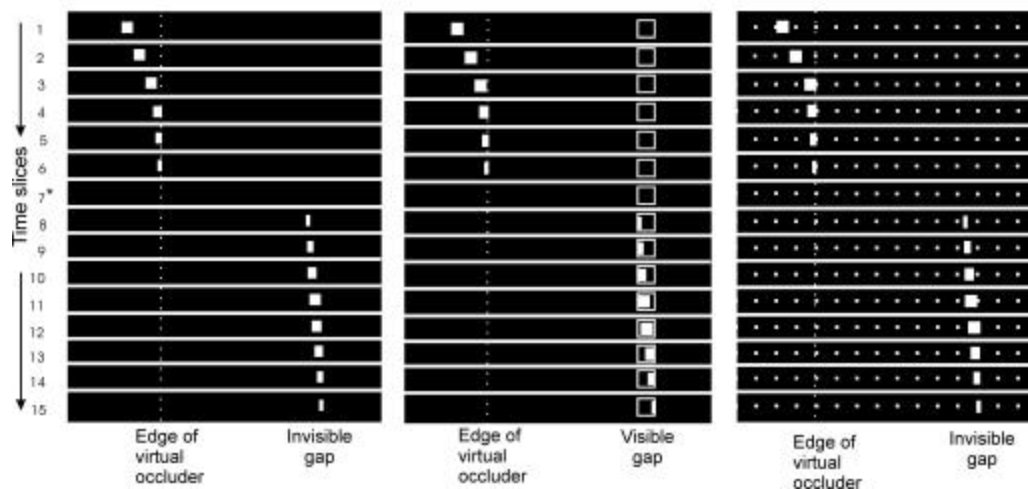 Time slices
1
2
3
4
5
6
7*
8
9
10
11
12
13
14
15
Edge of
virtual
occluder
Invisible
gap
Edge of
virtual
occluder
Visible
gap
Edge of
virtual
occluder
Invisible
gap